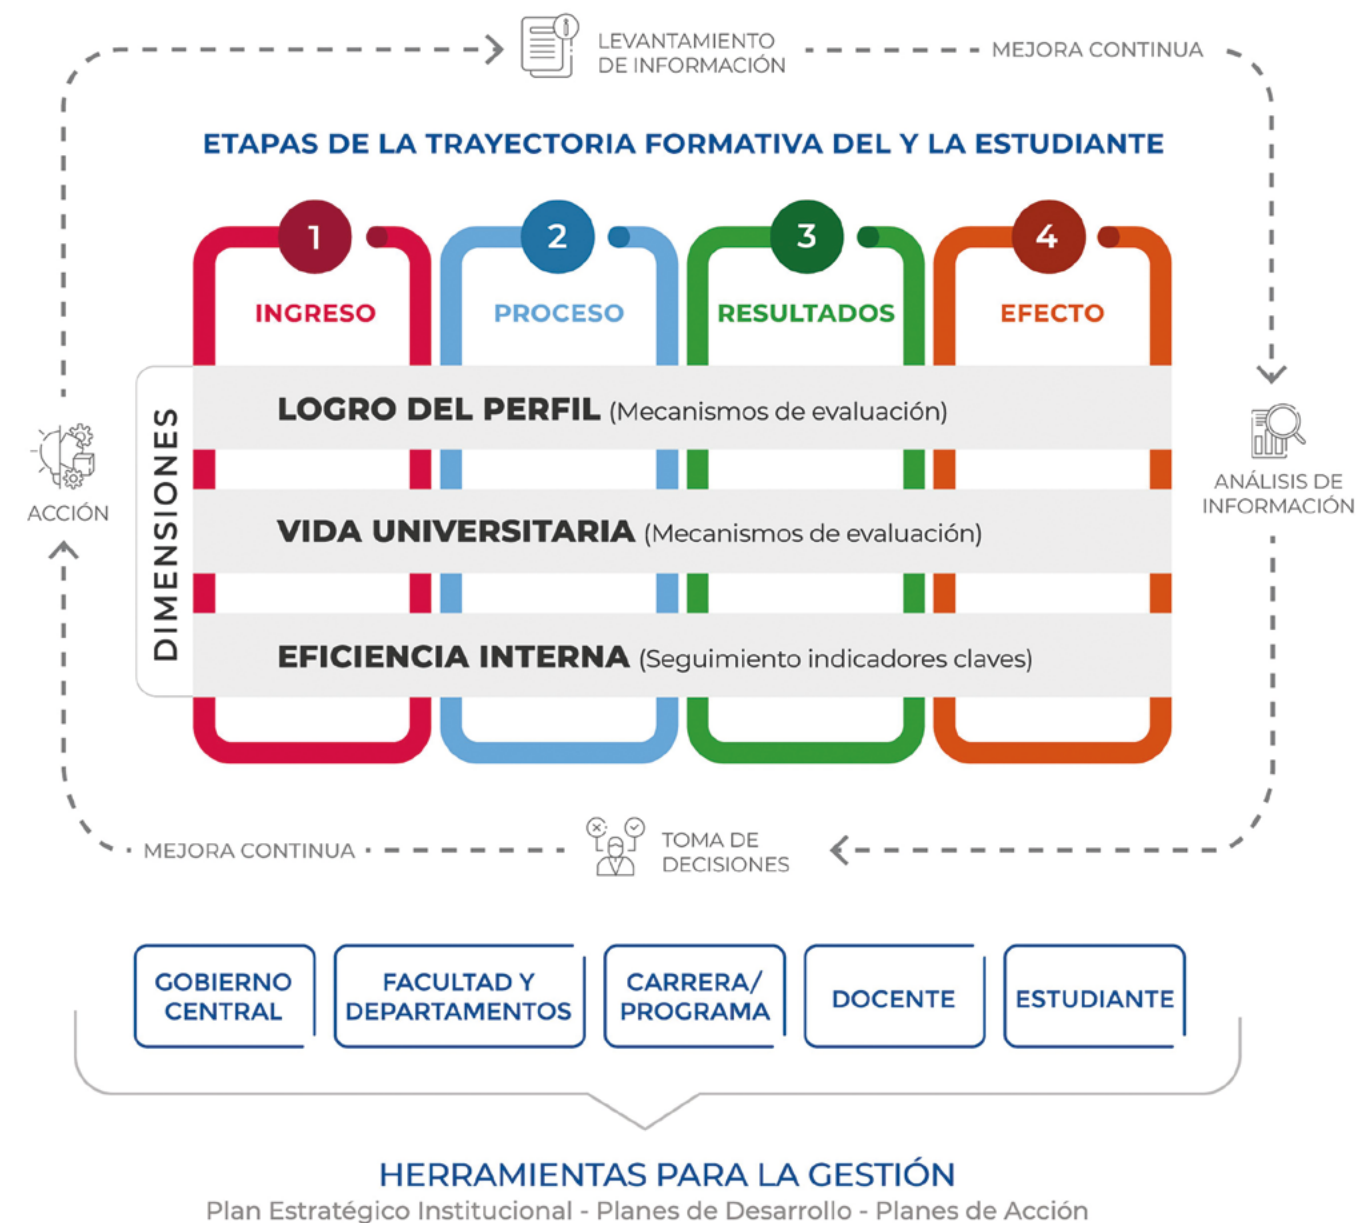 LEVANTAMIENTO
DE INFORMACIÓN
MEJORA CONTINUA
ETAPAS DE LA TRAYECTORIA FORMATIVA DEL Y LA ESTUDIANTE
1
2
3
4
INGRESO
PROCESO
RESULTADOS
EFECTO
DIMENSIONES
LOGRO DEL PERFIL (Mecanismos de evaluación)
VIDA UNIVERSITARIA (Mecanismos de evaluación)
EFICIENCIA INTERNA (Seguimiento indicadores claves)
ACCIÓN
ANÁLISIS DE
INFORMACIÓN
MEJORA CONTINUA
TOMA DE
DECISIONES
GOBIERNO
CENTRAL
FACULTAD Y
DEPARTAMENTOS
CARRERA/
PROGRAMA
DOCENTE
ESTUDIANTE
HERRAMIENTAS PARA LA GESTIÓN
Plan Estratégico Institucional - Planes de Desarrollo - Planes de Acción